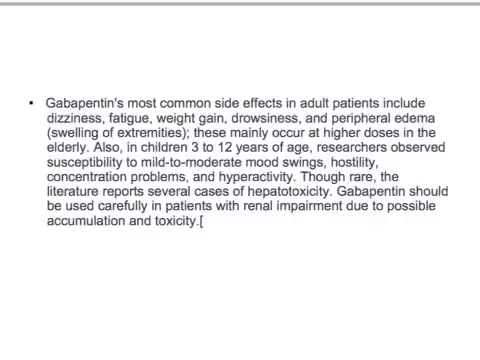 • Gabapentin's most common side effects in adult patients include
dizziness, fatigue, weight gain, drowsiness, and peripheral edema
(swelling of extremities); these mainly occur at higher doses in the
elderly. Also, in children 3 to 12 years of age, researchers observed
susceptibility to mild-to-moderate mood swings, hostility,
concentration problems, and hyperactivity. Though rare, the
literature reports several cases of hepatotoxicity. Gabapentin should
be used carefully in patients with renal impairment due to possible
accumulation and toxicity.[